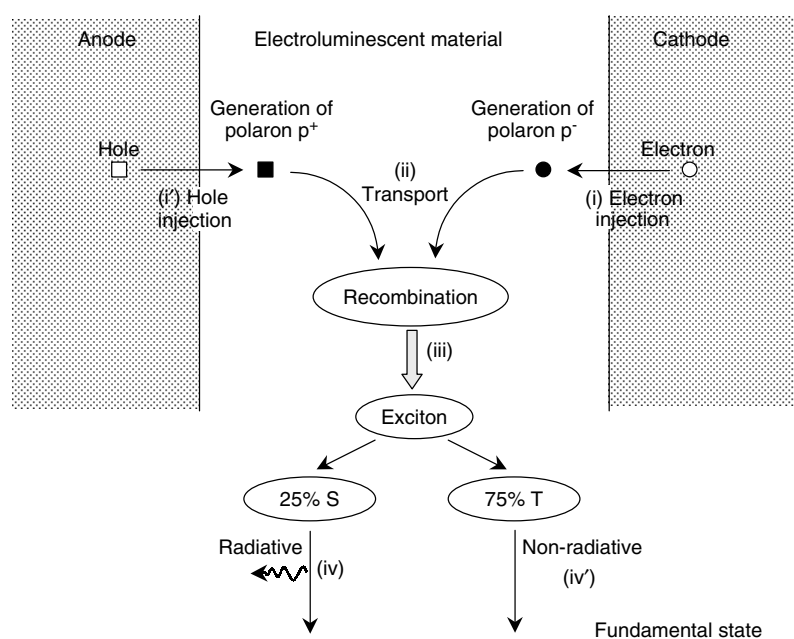 Anode
Electroluminescent material
Cathode
Generation of
polaron p⁺
Generation of
polaron p⁻
Hole
(ii)
Transport
Electron
(i′) Hole
injection
(i) Electron
injection
Recombination
(iii)
Exciton
25% S
75% T
Radiative
(iv)
Non-radiative
(iv′)
Fundamental state